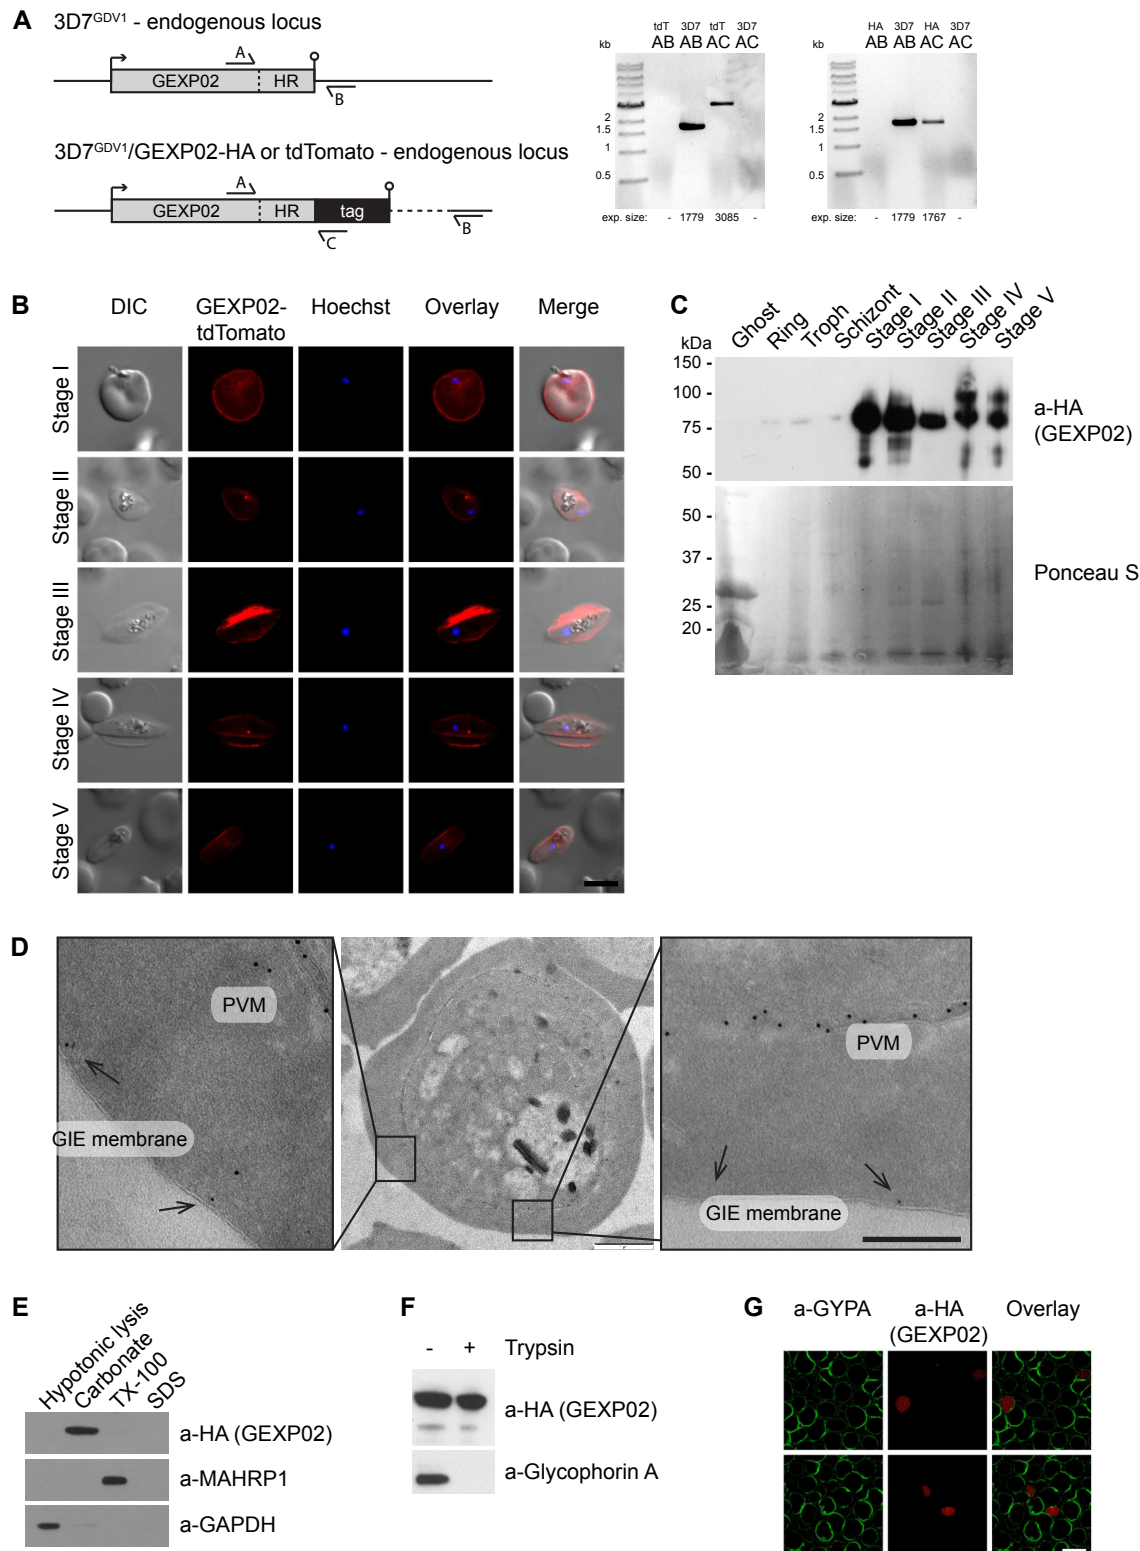 A
3D7GDV1 - endogenous locus
A
GEXP02 HR
B
3D7GDV1/GEXP02-HA or tdTomato - endogenous locus
A
GEXP02 HR tag
C
B
tdT 3D7 tdT 3D7
kb AB AB AC AC
2
1.5
1
0.5
exp. size: - 1779 3085 -
HA 3D7 HA 3D7
kb AB AB AC AC
2
1.5
1
0.5
exp. size: - 1779 1767 -
B
DIC GEXP02-tdTomato Hoechst Overlay Merge
Stage I
Stage II
Stage III
Stage IV
Stage V
C
Ghost Ring Troph Schizont Stage I Stage II Stage III Stage IV Stage V
kDa
150 -
100 -
75 -
50 -
a-HA
(GEXP02)
50 -
37 -
25 -
20 -
Ponceau S
D
PVM
GIE membrane
PVM
GIE membrane
E
Hypotonic lysis Carbonate TX-100 SDS
a-HA (GEXP02)
a-MAHRP1
a-GAPDH
F
- + Trypsin
a-HA (GEXP02)
a-Glycophorin A
G
a-GYPA a-HA (GEXP02) Overlay